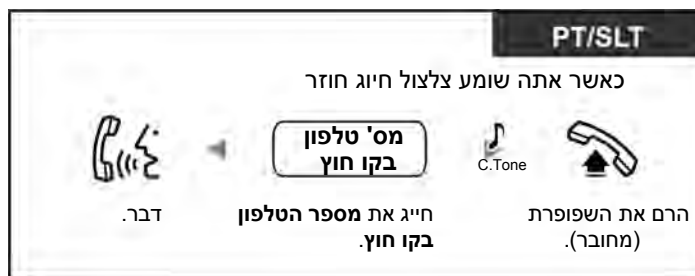 PT/SLT
כאשר אתה שומע צלצול חיוג חוזר
C.Tone
מס' טלפון
בקו חוץ
הרם את השפופרת
(מחובר).
חייג את מספר הטלפון
בקו חוץ.
דבר.